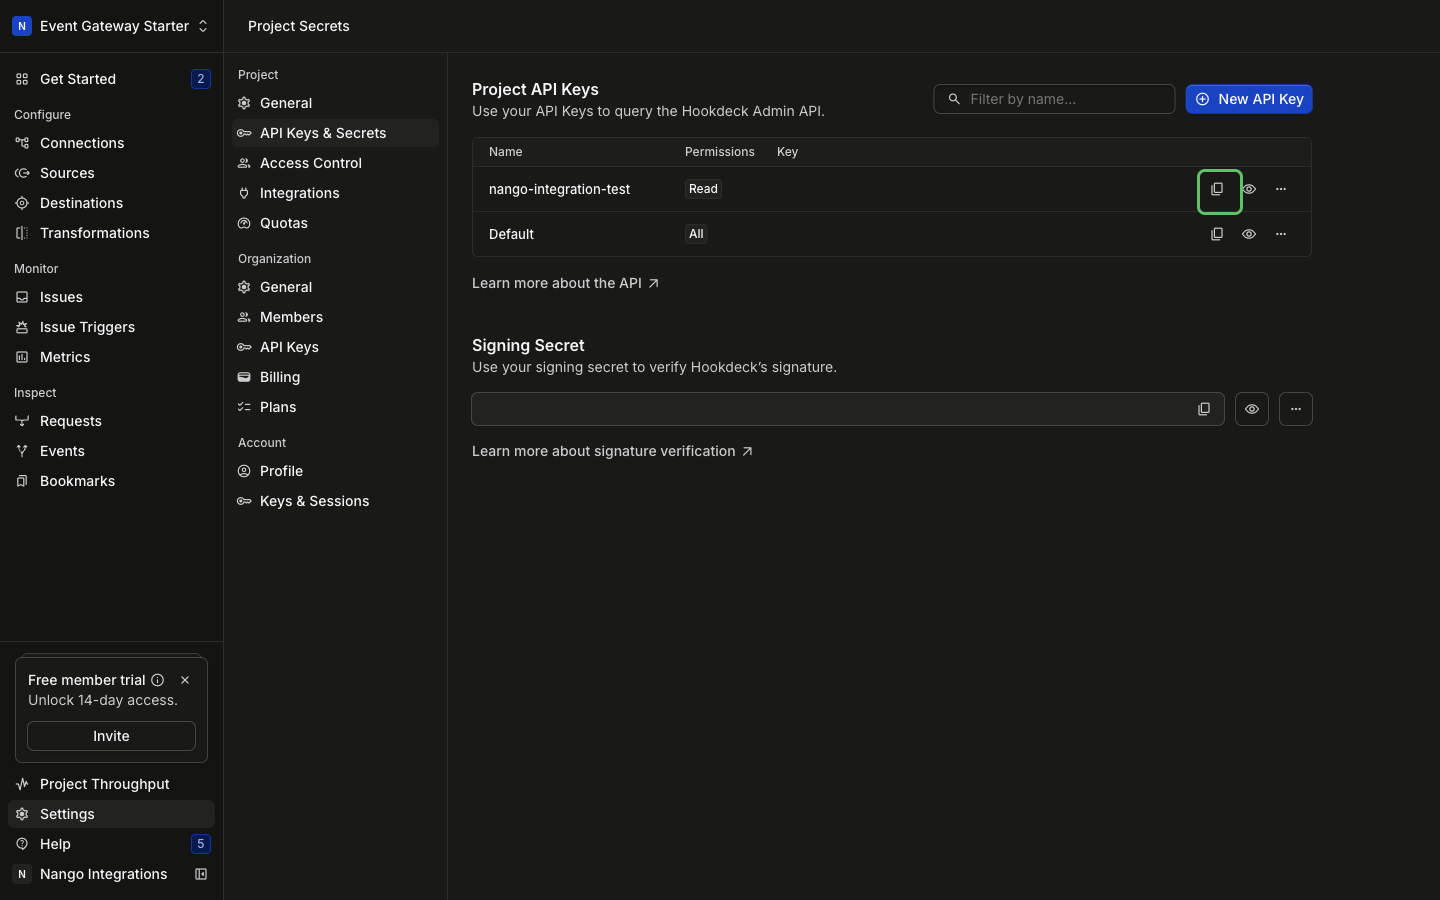 N Event Gateway Starter
Project Secrets
Get Started 2
Configure
Connections
Sources
Destinations
Transformations
Monitor
Issues
Issue Triggers
Metrics
Inspect
Requests
Events
Bookmarks
Free member trial
Unlock 14-day access.
Invite
Project Throughput
Settings
Help 5
N Nango Integrations
Project
General
API Keys & Secrets
Access Control
Integrations
Quotas
Organization
General
Members
API Keys
Billing
Plans
Account
Profile
Keys & Sessions
Project API Keys
Use your API Keys to query the Hookdeck Admin API.
Filter by name...
New API Key
Name Permissions Key
nango-integration-test Read
Default All
Learn more about the API
Signing Secret
Use your signing secret to verify Hookdeck’s signature.
Learn more about signature verification